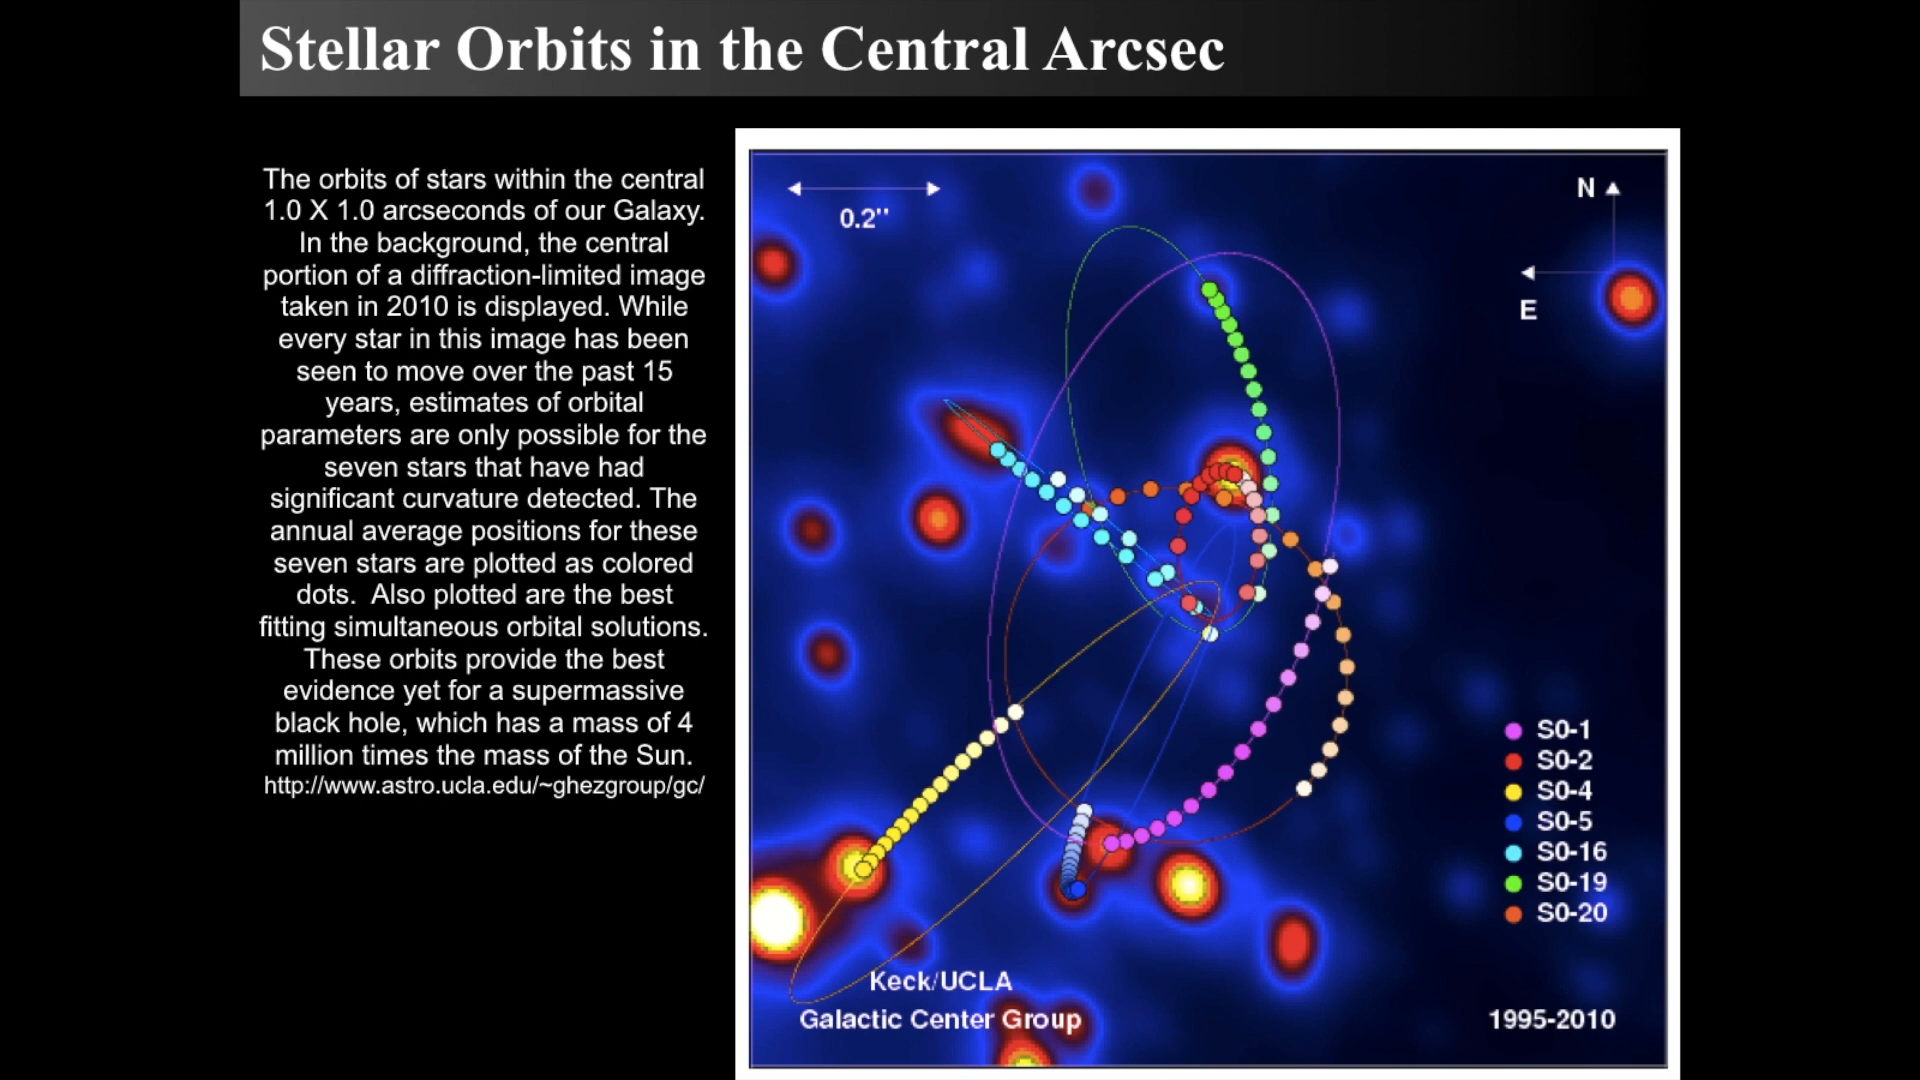 Stellar Orbits in the Central Arcsec
The orbits of stars within the central
1.0 X 1.0 arcseconds of our Galaxy.
In the background, the central
portion of a diffraction-limited image
taken in 2010 is displayed. While
every star in this image has been
seen to move over the past 15
years, estimates of orbital
parameters are only possible for the
seven stars that have had
significant curvature detected. The
annual average positions for these
seven stars are plotted as colored
dots. Also plotted are the best
fitting simultaneous orbital solutions.
These orbits provide the best
evidence yet for a supermassive
black hole, which has a mass of 4
million times the mass of the Sun.
http://www.astro.ucla.edu/~ghezgroup/gc/
0.2"
N
E
S0-1
S0-2
S0-4
S0-5
S0-16
S0-19
S0-20
Keck/UCLA
Galactic Center Group
1995-2010